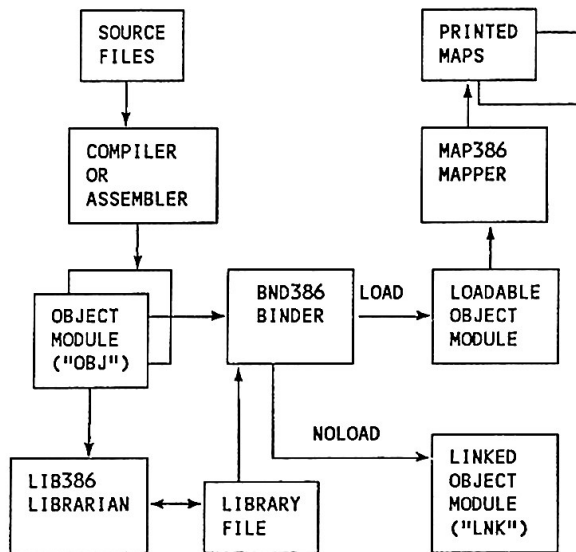 SOURCE
FILES
PRINTED
MAPS
COMPILER
OR
ASSEMBLER
MAP386
MAPPER
OBJECT
MODULE
("OBJ")
BND386
BINDER
LOAD
LOADABLE
OBJECT
MODULE
NOLOAD
LIB386
LIBRARIAN
LIBRARY
FILE
LINKED
OBJECT
MODULE
("LNK")